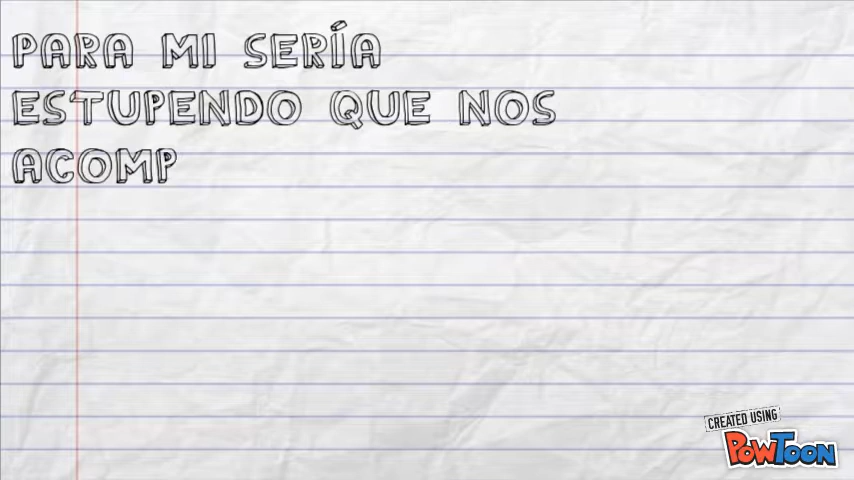 PARA MI SERÍA
ESTUPENDO QUE NOS
ACOMP
CREATED USING
POWTOON